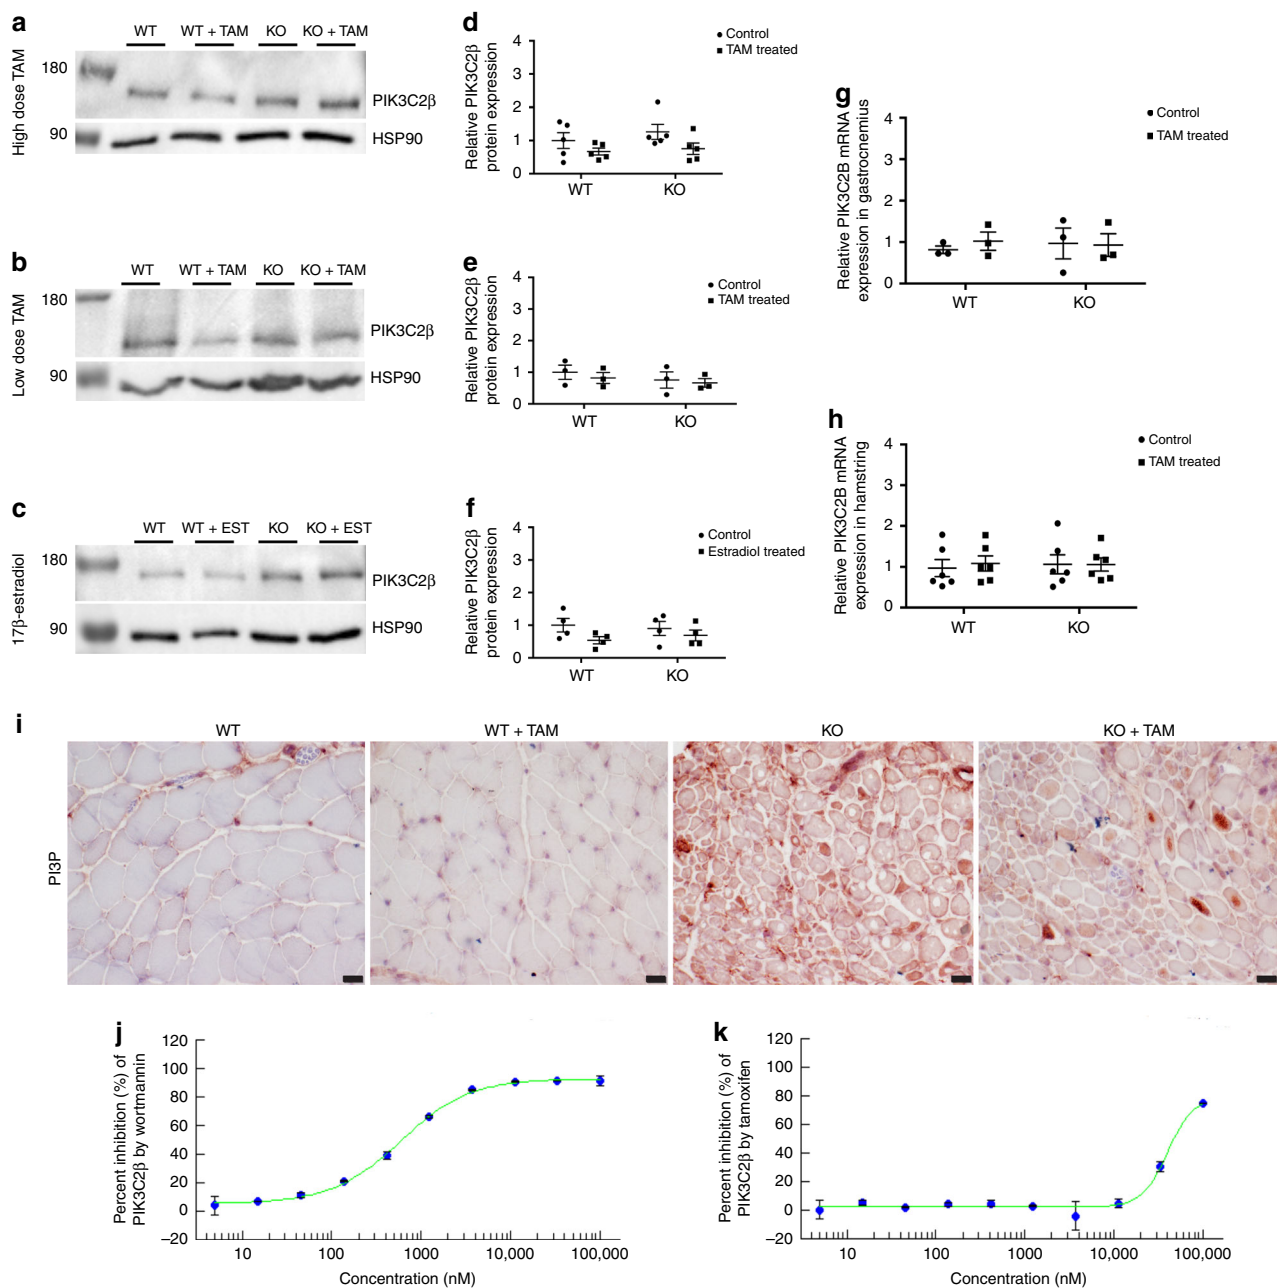 a
High dose TAM
WT
WT + TAM
KO
KO + TAM
180
90
PIK3C2β
HSP90
d
Relative PIK3C2β
protein expression
4
3
2
1
0
WT
KO
Control
TAM treated
b
Low dose TAM
WT
WT + TAM
KO
KO + TAM
180
90
PIK3C2β
HSP90
e
Relative PIK3C2β
protein expression
4
3
2
1
0
WT
KO
Control
TAM treated
c
17β-estradiol
WT
WT + EST
KO
KO + EST
180
90
PIK3C2β
HSP90
f
Relative PIK3C2β
protein expression
4
3
2
1
0
WT
KO
Control
Estradiol treated
g
Relative PIK3C2B mRNA
expression in gastrocnemius
4
3
2
1
0
WT
KO
Control
TAM treated
h
Relative PIK3C2B mRNA
expression in hamstring
4
3
2
1
0
WT
KO
Control
TAM treated
i
PI3P
WT
WT + TAM
KO
KO + TAM
j
Percent inhibition (%) of
PIK3C2β by wortmannin
120
100
80
60
40
20
0
–20
10
100
1000
10,000
100,000
Concentration (nM)
k
Percent inhibition (%) of
PIK3C2β by tamoxifen
120
100
80
60
40
20
0
–20
10
100
1000
10,000
100,000
Concentration (nM)